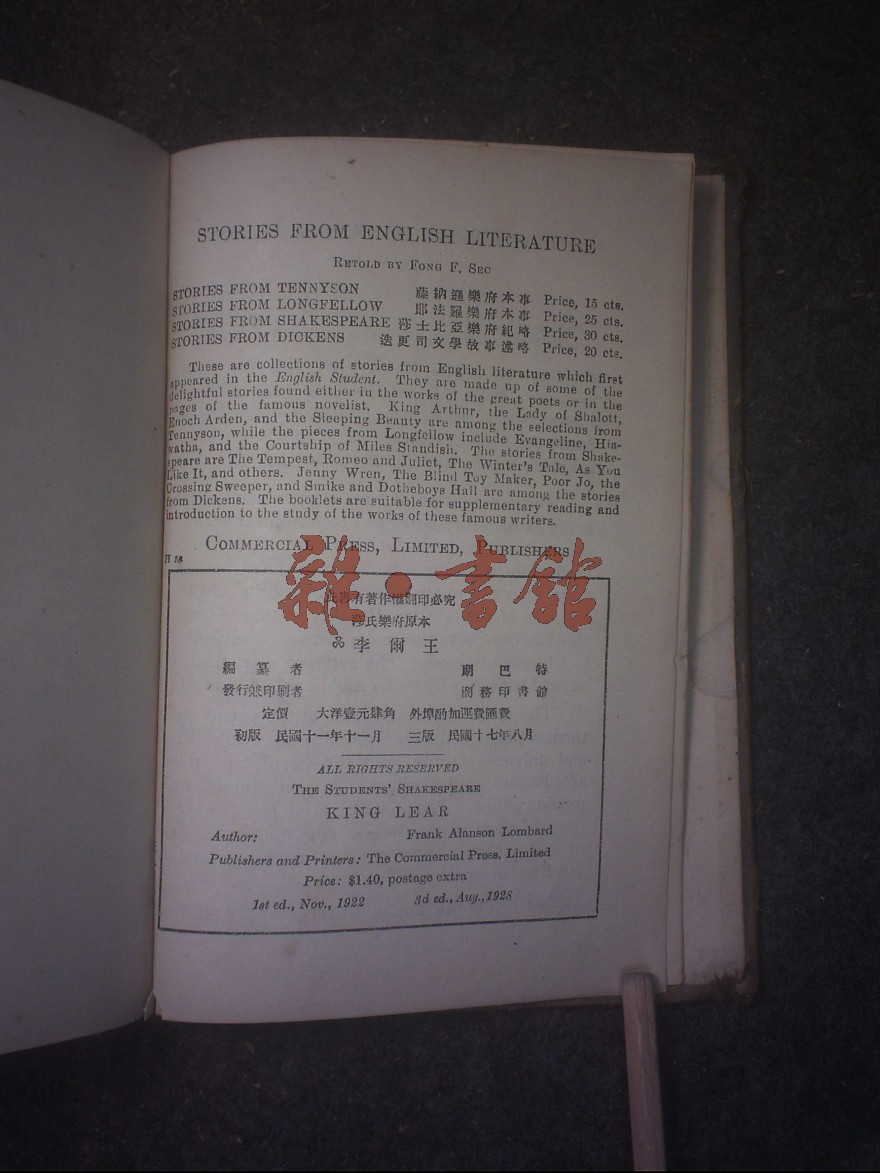 STORIES FROM ENGLISH LITERATURE
RETOLD BY FONG F. SEC
STORIES FROM TENNYSON 藤納遜樂府本事 Price, 15 cts.
STORIES FROM LONGFELLOW 郎法羅樂府本事 Price, 25 cts.
STORIES FROM SHAKESPEARE 莎士比亞樂府紀略 Price, 30 cts.
STORIES FROM DICKENS 迭更司文學故事述略 Price, 20 cts.
These are collections of stories from English literature which first
appeared in the English Student. They are made up of some of the
delightful stories found either in the works of the great poets or in the
pages of the famous novelist. King Arthur, the Lady of Shalott,
Enoch Arden, and the Sleeping Beauty are among the selections from
Tennyson, while the pieces from Longfellow include Evangeline, Hia-
watha, and the Courtship of Miles Standish. The stories from Shake-
speare are The Tempest, Romeo and Juliet, The Winter's Tale, As You
Like It, and others. Jenny Wren, The Blind Toy Maker, Poor Jo, the
Crossing Sweeper, and Smike and Dotheboys Hall are among the stories
from Dickens. The booklets are suitable for supplementary reading and
introduction to the study of the works of these famous writers.
COMMERCIAL PRESS, LIMITED, PUBLISHERS
雜·書館
此書有著作權翻印必究
莎氏樂府原本
李爾王
編纂者 朗巴特
發行兼印刷者 商務印書館
定價 大洋壹元肆角 外埠酌加運費匯費
初版 民國十一年十一月 三版 民國十七年八月
ALL RIGHTS RESERVED
THE STUDENTS' SHAKESPEARE
KING LEAR
Author: Frank Alanson Lombard
Publishers and Printers: The Commercial Press, Limited
Price: $1.40, postage extra
1st ed., Nov., 1922 3d ed., Aug., 1928